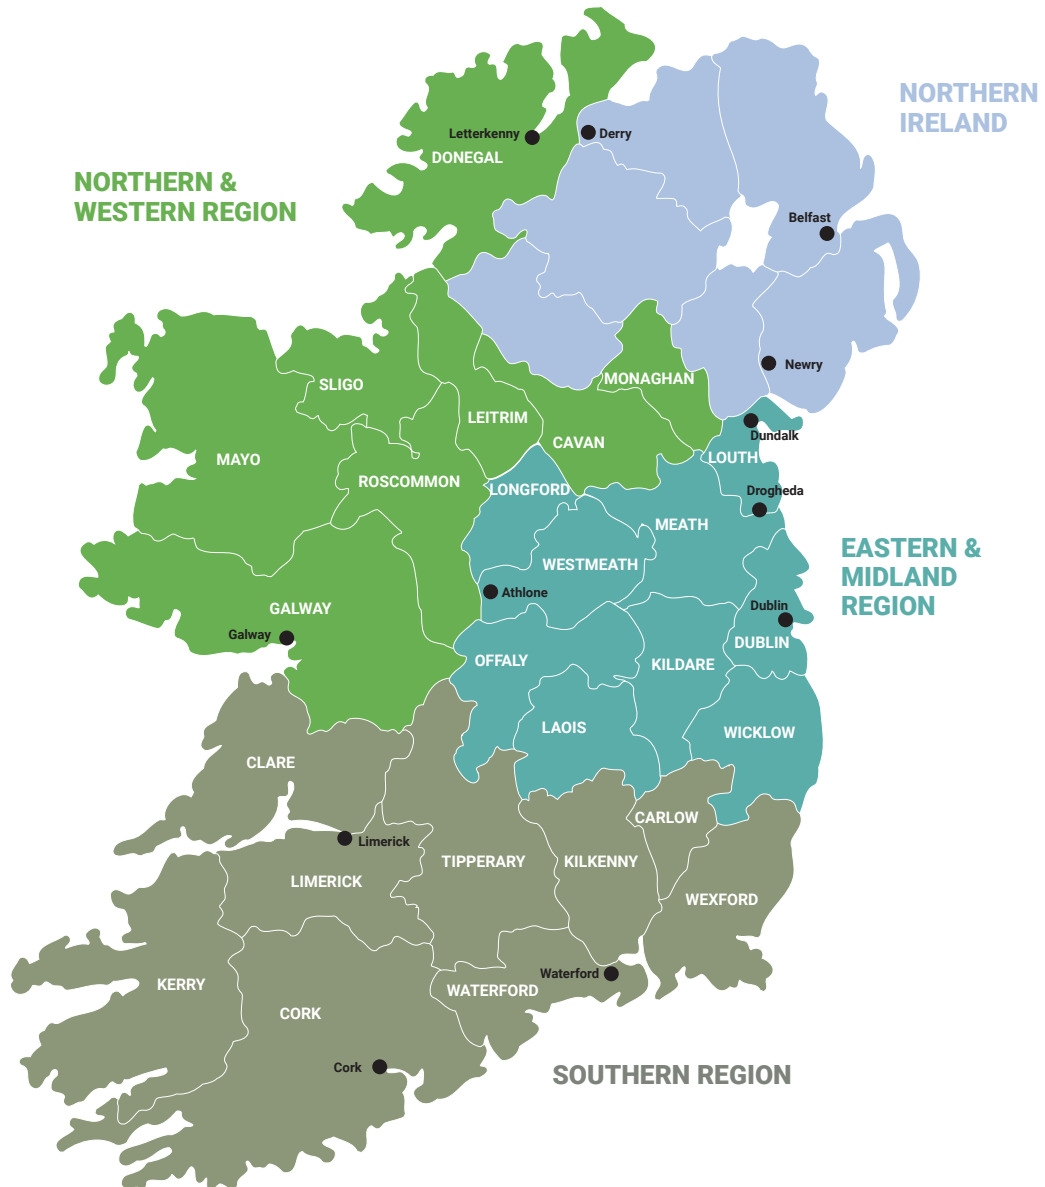 NORTHERN
IRELAND
Letterkenny
Derry
DONEGAL
NORTHERN &
WESTERN REGION
Belfast
Newry
MONAGHAN
SLIGO
LEITRIM
CAVAN
Dundalk
LOUTH
MAYO
ROSCOMMON
LONGFORD
Drogheda
MEATH
EASTERN &
MIDLAND
REGION
WESTMEATH
Athlone
GALWAY
Dublin
Galway
DUBLIN
OFFALY
KILDARE
LAOIS
WICKLOW
CLARE
CARLOW
Limerick
TIPPERARY
KILKENNY
LIMERICK
WEXFORD
Waterford
KERRY
WATERFORD
CORK
Cork
SOUTHERN REGION